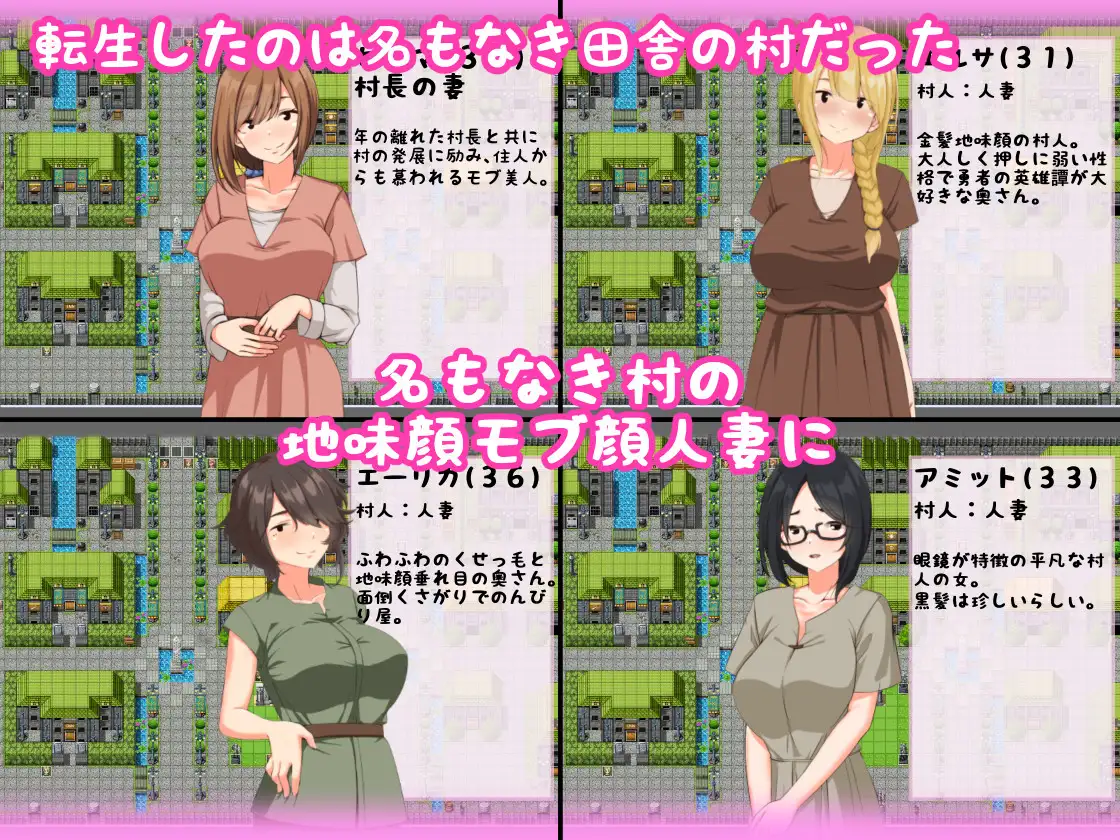 転生したのは名もなき田舎の村だった
村長の妻
年の離れた村長と共に
村の発展に励み、住人か
らも慕われるモブ美人。
ルサ(31)
村人：人妻
金髪地味顔の村人。
大人しく押しに弱い性
格で勇者の英雄譚が大
好きな奥さん。
名もなき村の
地味顔モブ顔人妻に
エーリカ(36)
村人：人妻
ふわふわのくせっ毛と
地味顔垂れ目の奥さん。
面倒くさがりでのんび
り屋。
アミット(33)
村人：人妻
眼鏡が特徴の平凡な村
人の女。
黒髪は珍しいらしい。